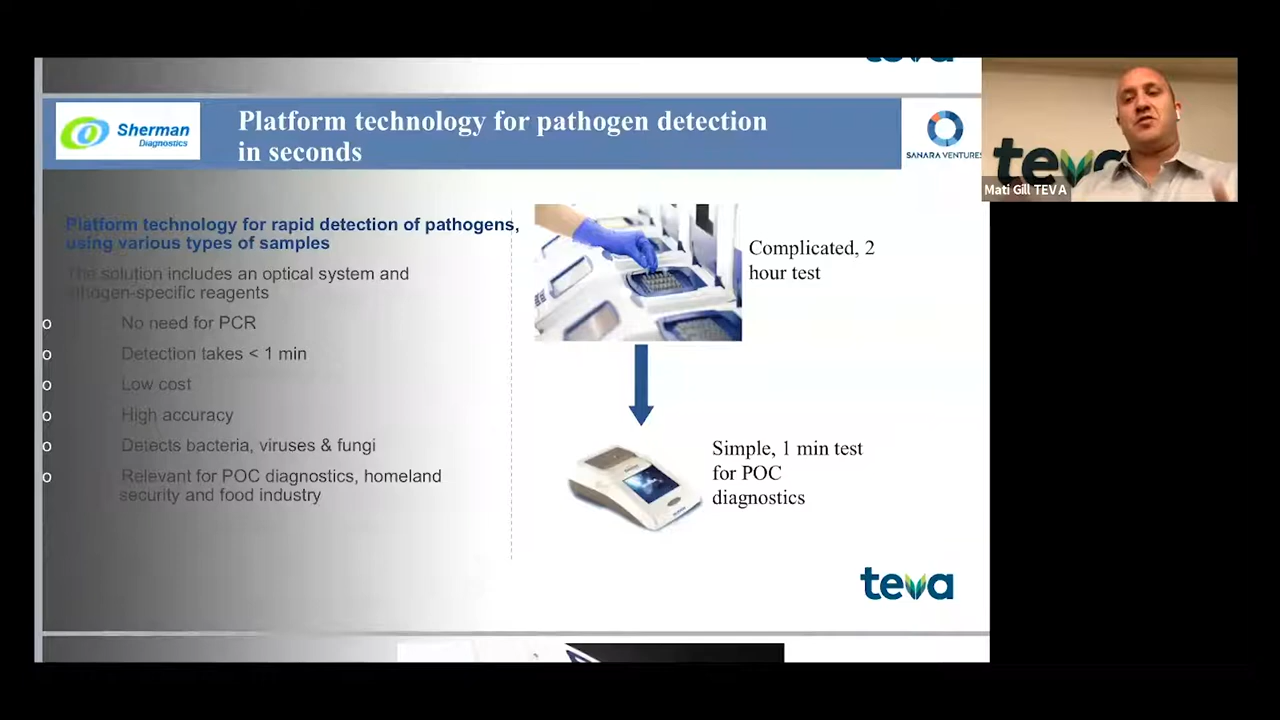 Sherman
Diagnostics
Platform technology for pathogen detection
in seconds
SANARA VENTURES
teva
Mati Gill TEVA
Platform technology for rapid detection of pathogens,
using various types of samples
The solution includes an optical system and
pathogen-specific reagents
o No need for PCR
o Detection takes < 1 min
o Low cost
o High accuracy
o Detects bacteria, viruses & fungi
o Relevant for POC diagnostics, homeland
security and food industry
Complicated, 2
hour test
Simple, 1 min test
for POC
diagnostics
teva